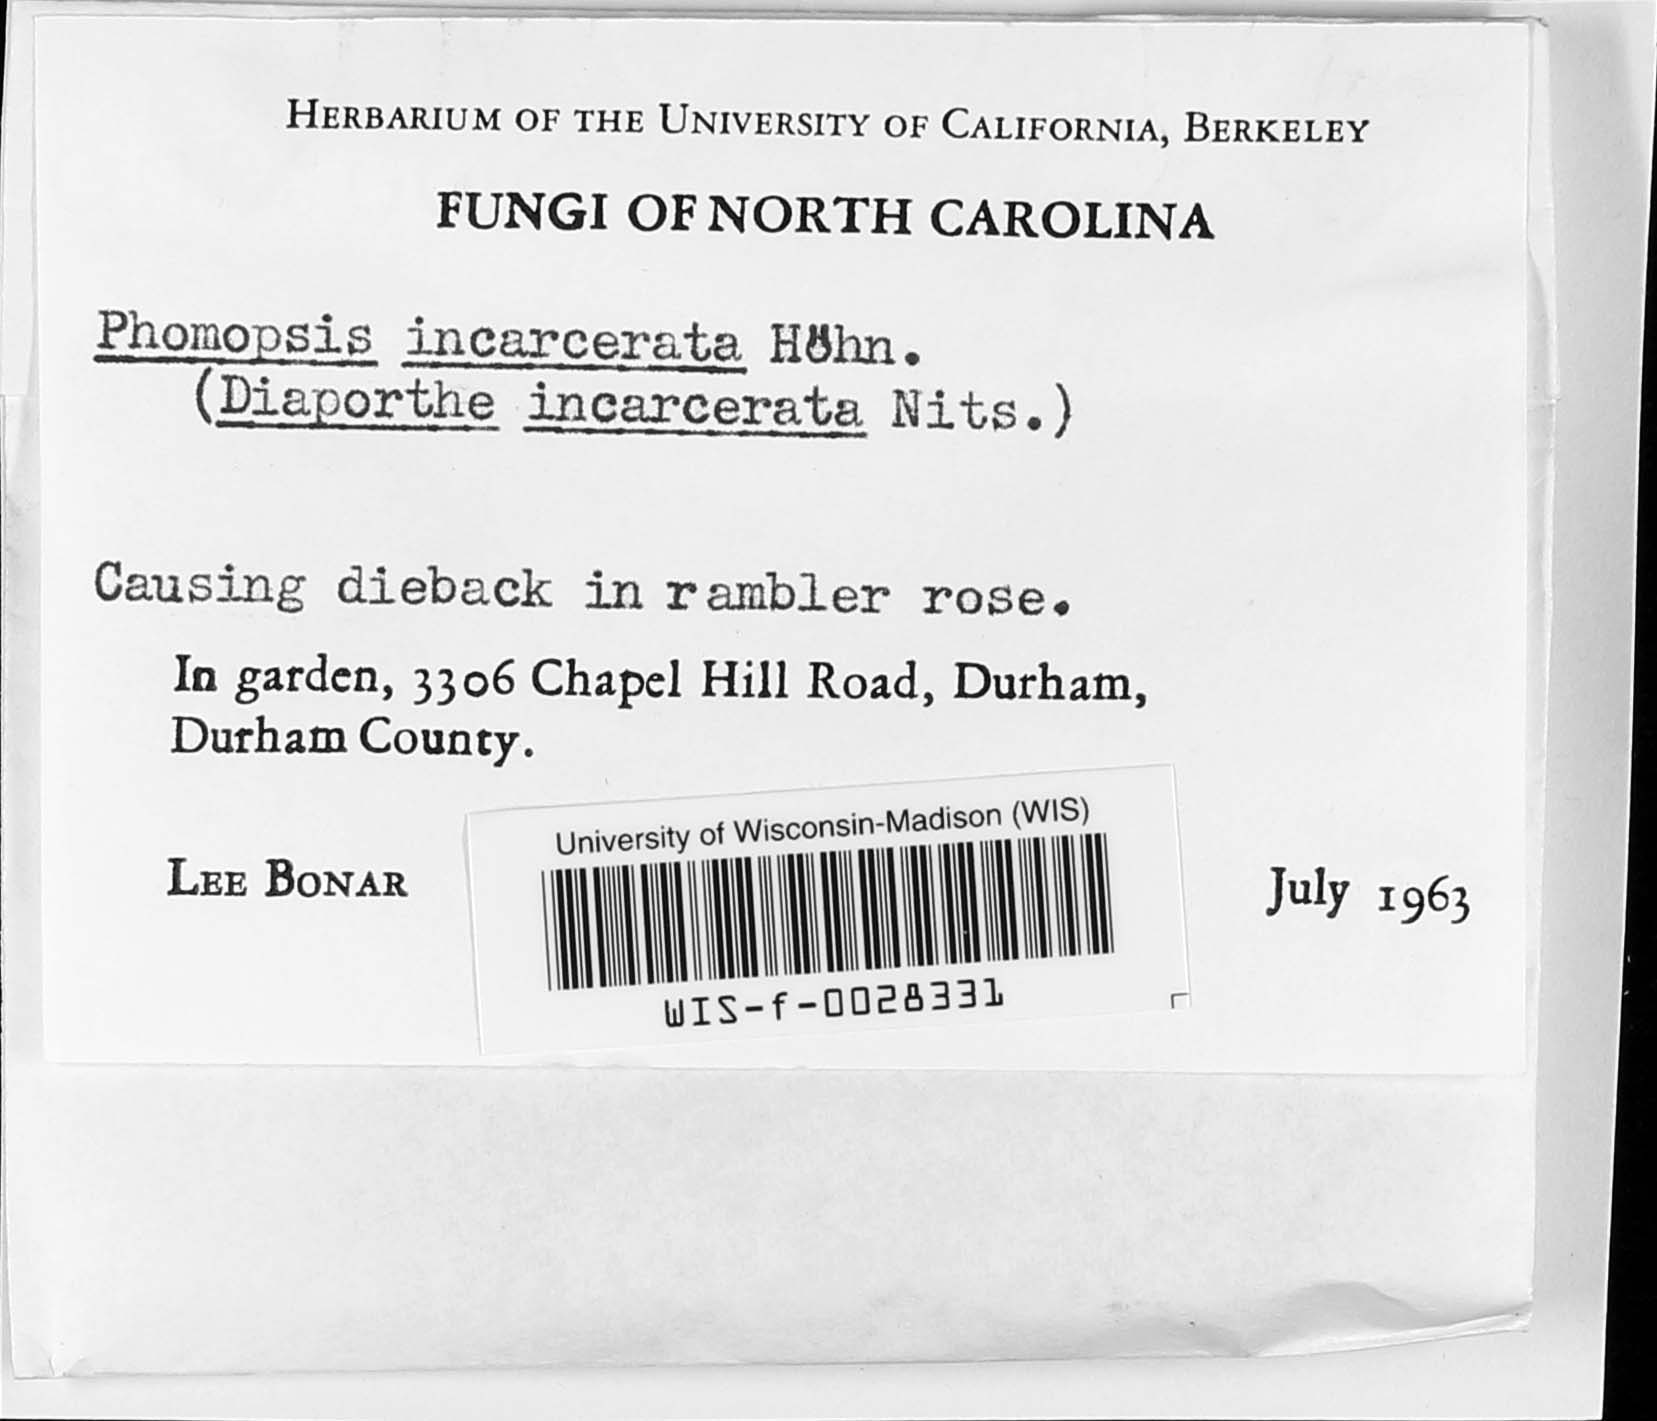 HERBARIUM OF THE UNIVERSITY OF CALIFORNIA, BERKELEY
FUNGI OF NORTH CAROLINA
Phomopsis incarcerata Höhn.
(Diaporthe incarcerata Nits.)
Causing dieback in rambler rose.
In garden, 3306 Chapel Hill Road, Durham,
Durham County.
University of Wisconsin-Madison (WIS)
LEE BONAR
July 1963
WIS-f-0028331